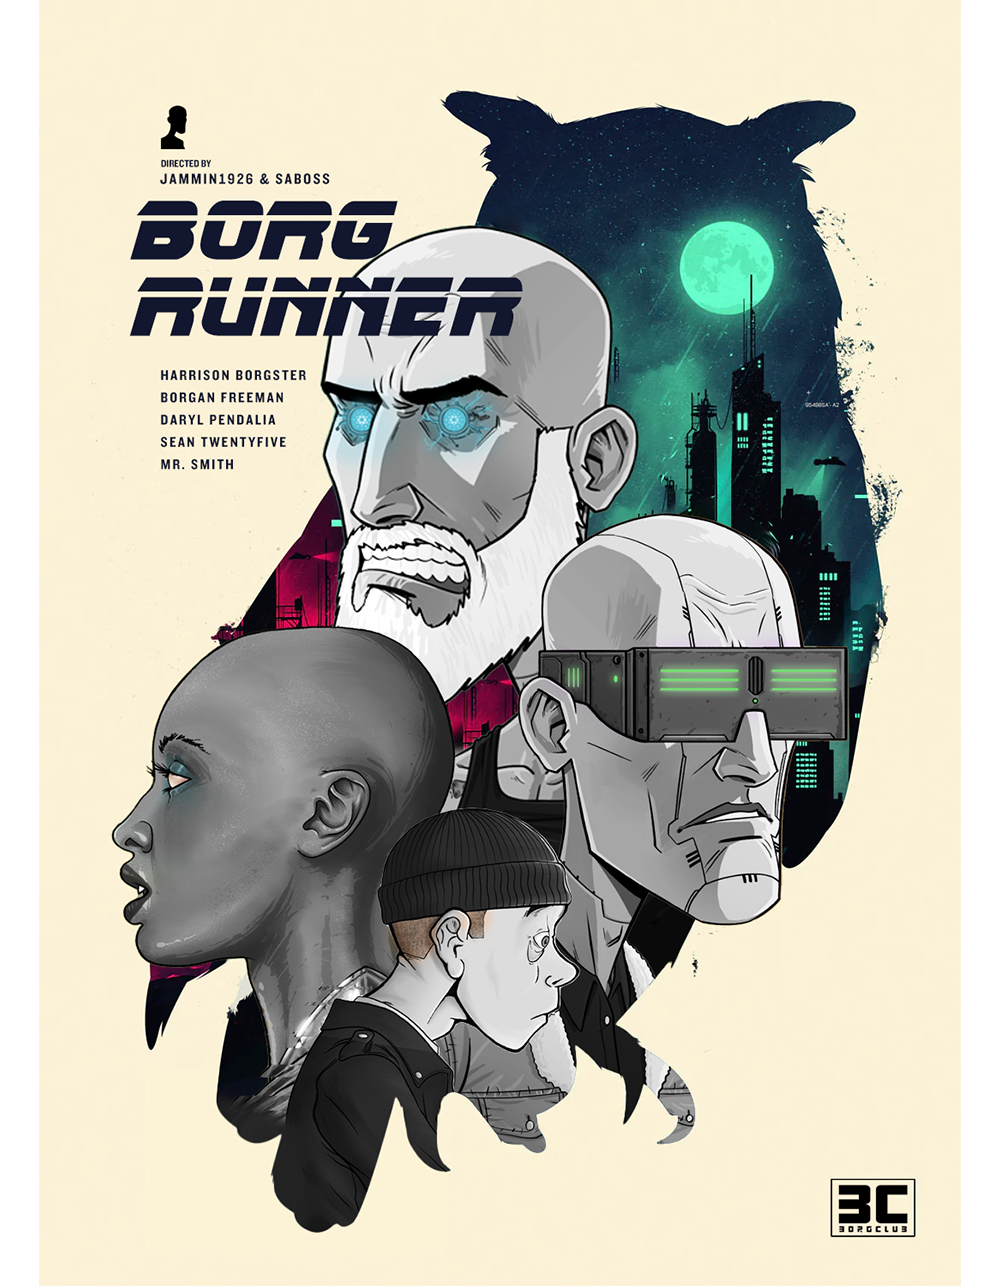 DIRECTED BY
JAMMIN1926 & SABOSS
BORG
RUNNER
HARRISON BORGSTER
BORGAN FREEMAN
DARYL PENDALIA
SEAN TWENTYFIVE
MR. SMITH
BC
BORGCLUB